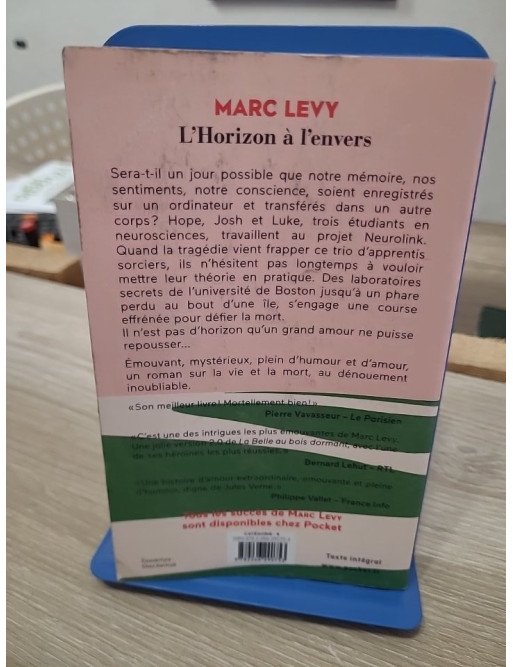 MARC LEVY
L'Horizon à l'envers
Sera-t-il un jour possible que notre mémoire, nos
sentiments, notre conscience, soient enregistrés
sur un ordinateur et transférés dans un autre
corps? Hope, Josh et Luke, trois étudiants en
neurosciences, travaillent au projet Neurolink.
Quand la tragédie vient frapper ce trio d'apprentis
sorciers, ils n'hésitent pas longtemps à vouloir
mettre leur théorie en pratique. Des laboratoires
secrets de l'université de Boston jusqu'à un phare
perdu au bout d'une île, s'engage une course
effrénée pour défier la mort.
Il n'est pas d'horizon qu'un grand amour ne puisse
repousser...
Émouvant, mystérieux, plein d'humour et d'amour,
un roman sur la vie et la mort, au dénouement
inoubliable.
«Son meilleur livre! Mortellement bien!»
Pierre Vavasseur – Le Parisien
«C'est une des intrigues les plus émouvantes de Marc Levy.
Une jolie version 2.0 de La Belle au bois dormant, avec l'une
de ses héroïnes les plus réussies.»
Bernard Lehut – RTL
«Une histoire d'amour extraordinaire, émouvante et pleine
d'humour, digne de Jules Verne.»
Philippe Vallet – France Info
Tous les succès de MARC LEVY
sont disponibles chez Pocket
Texte intégral